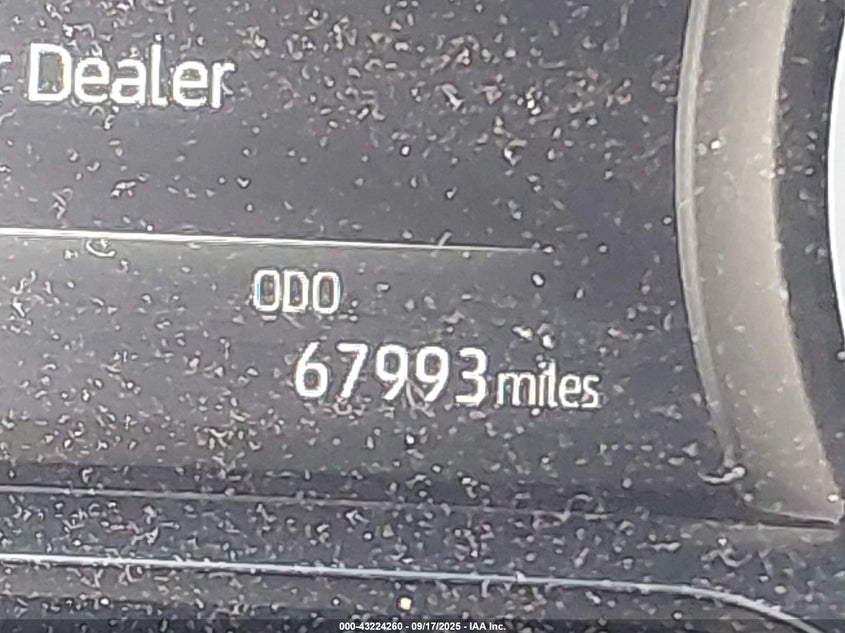 Dealer
ODO
67993 miles
000-43224260 - 09/17/2025 - IAA Inc.